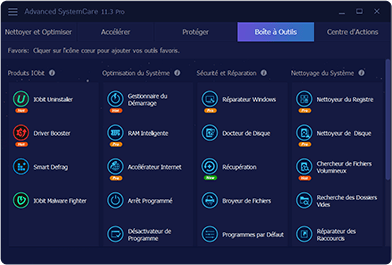 Advanced SystemCare 11.3 Pro
Nettoyer et Optimiser Accélérer Protéger Boîte à Outils Centre d'Actions
Favoris: Cliquer sur l'icône cœur pour ajouter vos outils favoris.
Produits IObit Optimisation du Système Sécurité et Réparation Nettoyage du Système
IObit Uninstaller
Gestionnaire du
Démarrage
Pro
Réparateur Windows
Pro
Nettoyeur du Registre
Driver Booster
RAM Intelligente
Pro
Docteur de Disque
Nettoyeur de Disque
Pro
Smart Defrag
Accélérateur Internet
Pro
Récupération
Chercheur de Fichiers
Volumineux
IObit Malware Fighter
Arrêt Programmé
Broyeur de Fichiers
Recherche des Dossiers
Vides
Désactivateur de
Programme
Programmes par Défaut
Réparateur des
Raccourcis